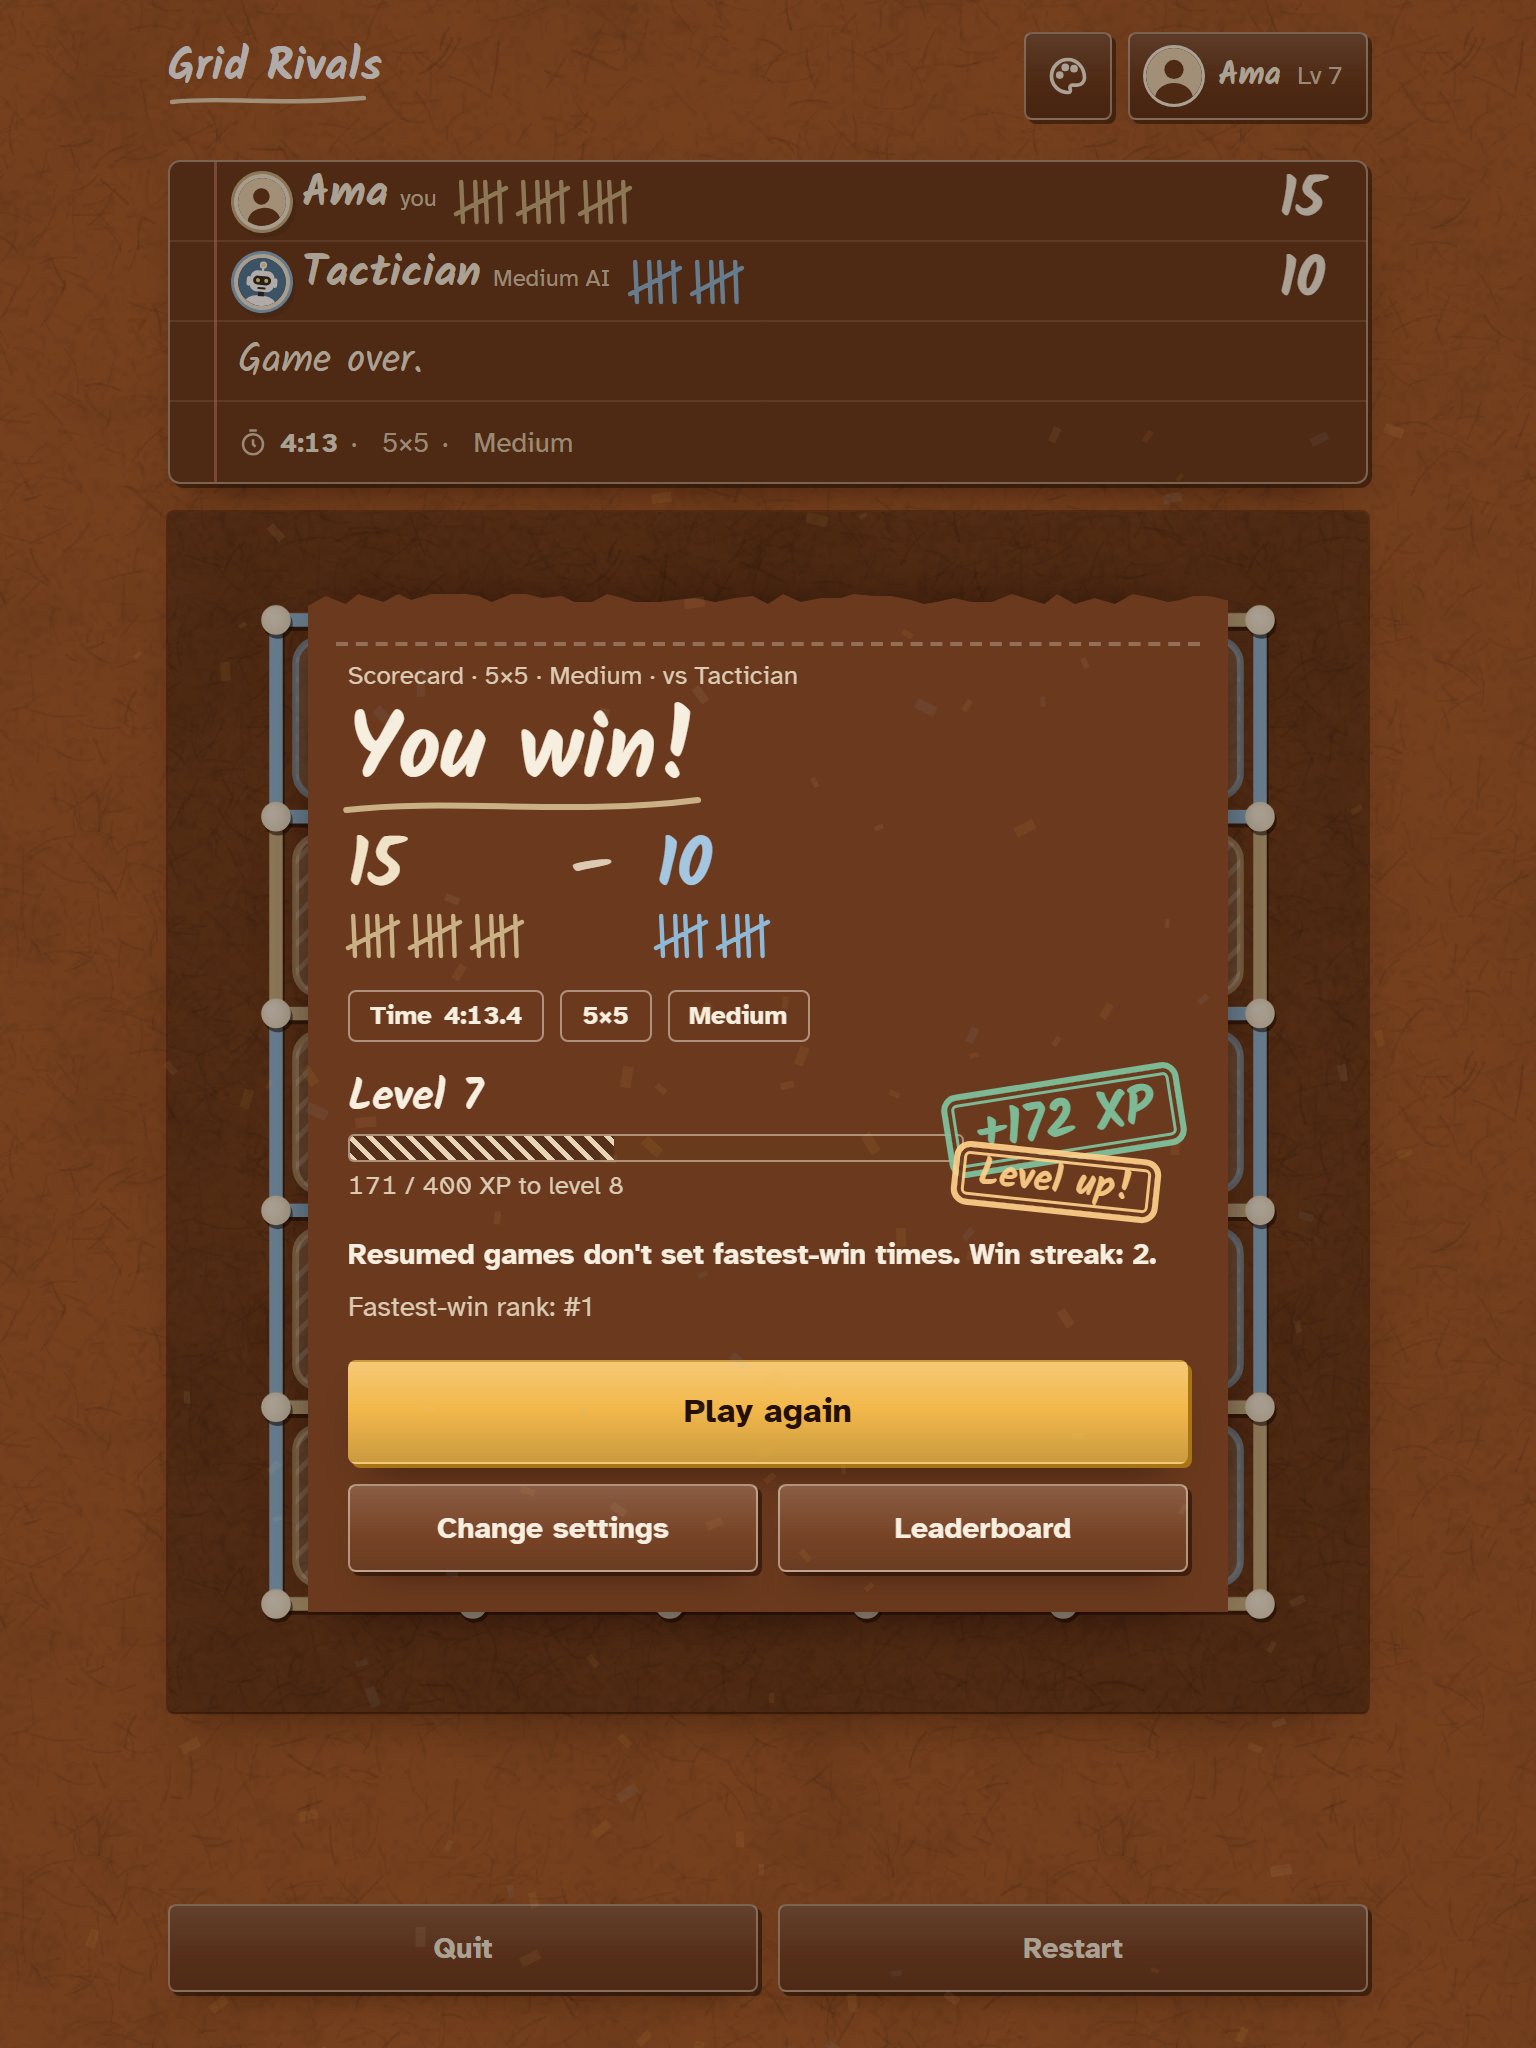 Grid Rivals
Ama Lv 7
Ama you 15
Tactician Medium AI 10
Game over.
4:13 · 5×5 · Medium
Scorecard · 5×5 · Medium · vs Tactician
You win!
15 – 10
Time 4:13.4 5×5 Medium
Level 7
+172 XP
Level up!
171 / 400 XP to level 8
Resumed games don't set fastest-win times. Win streak: 2.
Fastest-win rank: #1
Play again
Change settings Leaderboard
Quit Restart